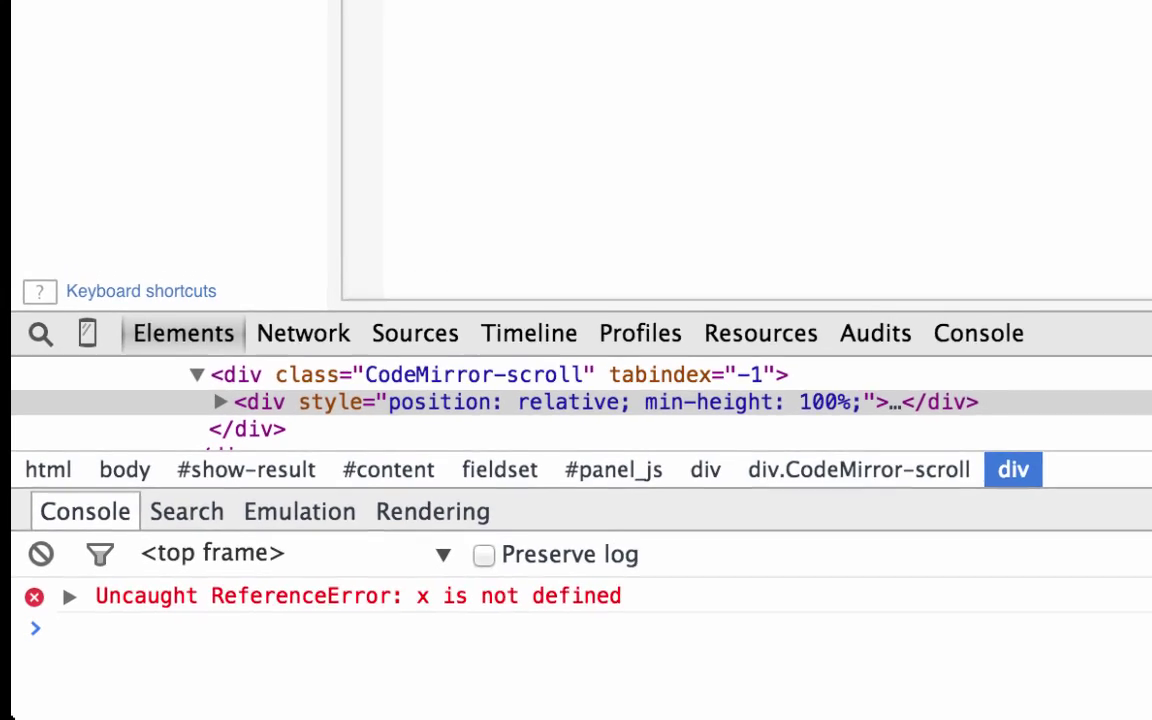 ? Keyboard shortcuts
Elements Network Sources Timeline Profiles Resources Audits Console
<div class="CodeMirror-scroll" tabindex="-1">
<div style="position: relative; min-height: 100%;">…</div>
</div>
html body #show-result #content fieldset #panel_js div div.CodeMirror-scroll div
Console Search Emulation Rendering
<top frame> Preserve log
Uncaught ReferenceError: x is not defined
>